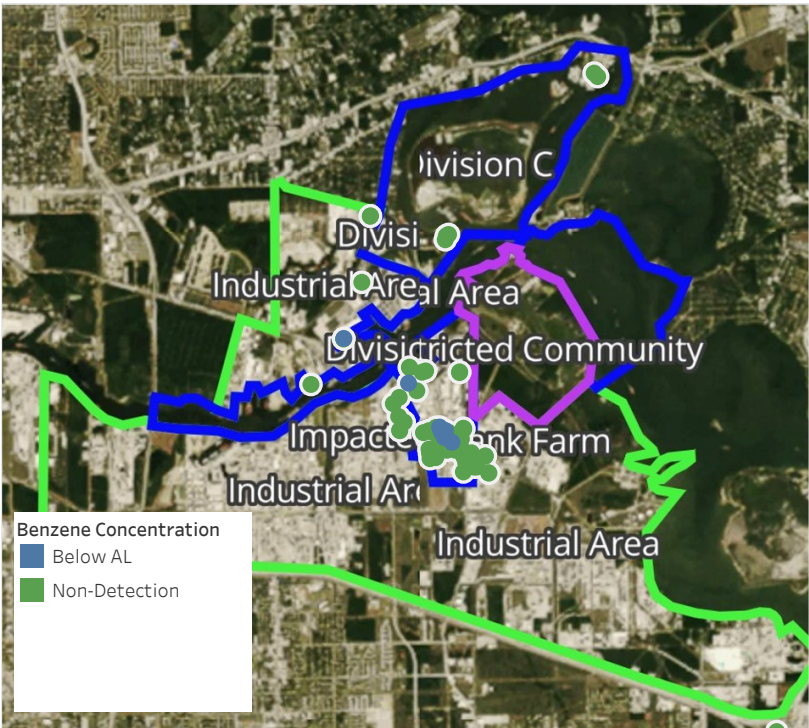 Division C
Divisi
Industrial Area
al Area
Divisi
tricted Community
Impacte
ank Farm
Industrial Are
Industrial Area
Benzene Concentration
Below AL
Non-Detection